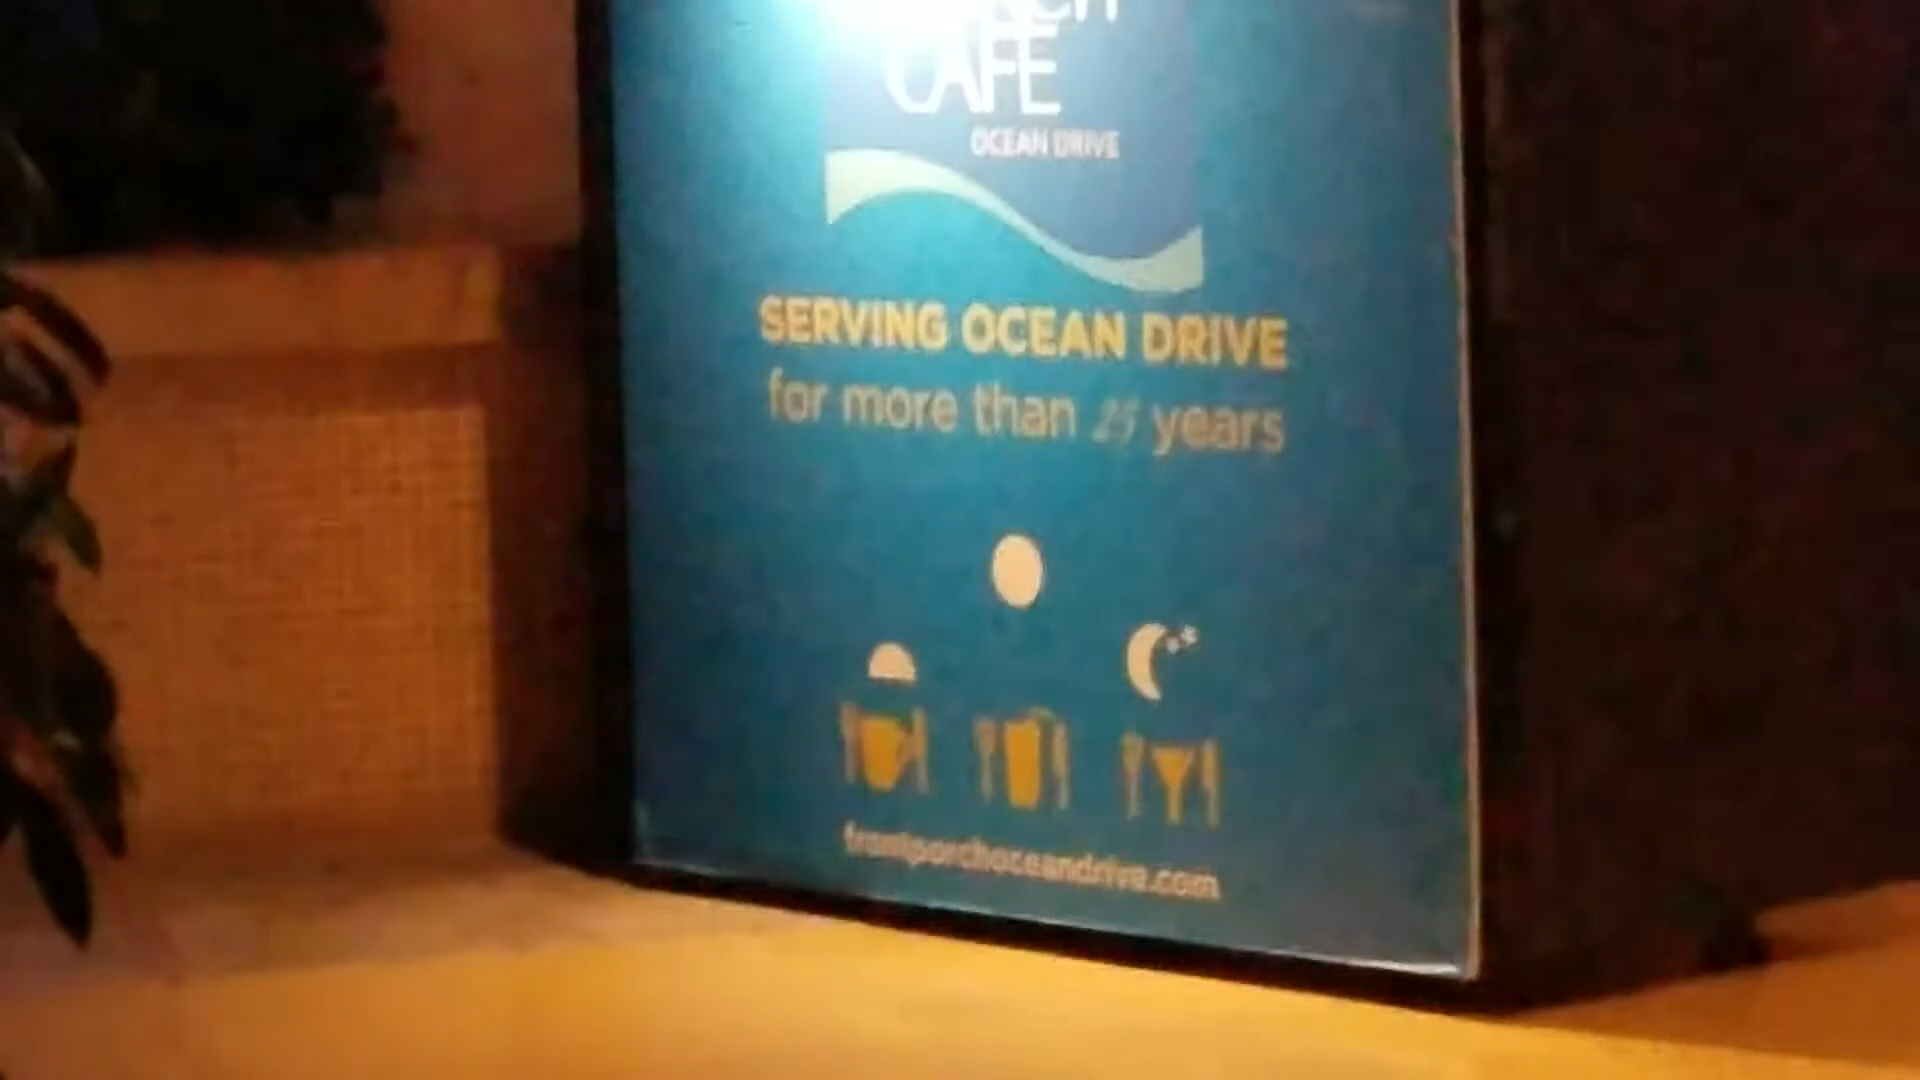 CAFE
OCEAN DRIVE
SERVING OCEAN DRIVE
for more than 25 years
frontporchoceandrive.com